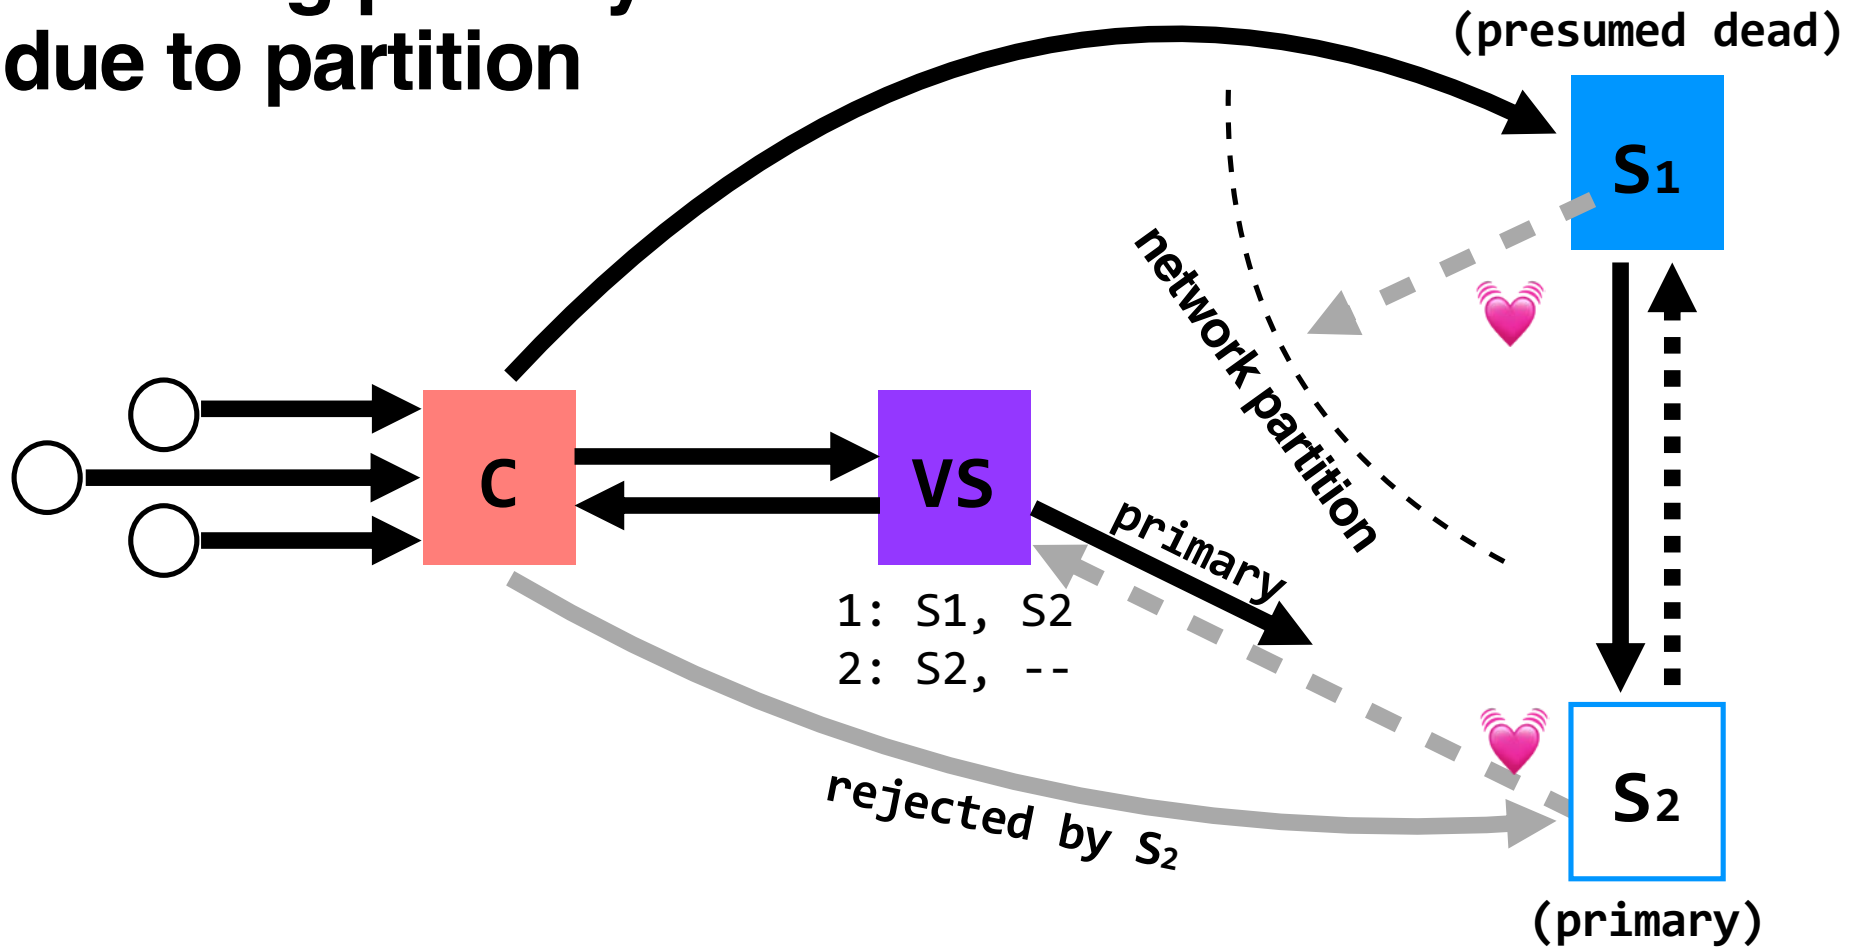 due to partition
(presumed dead)
S1
network partition
C
VS
primary
1: S1, S2
2: S2, --
rejected by S2
S2
(primary)